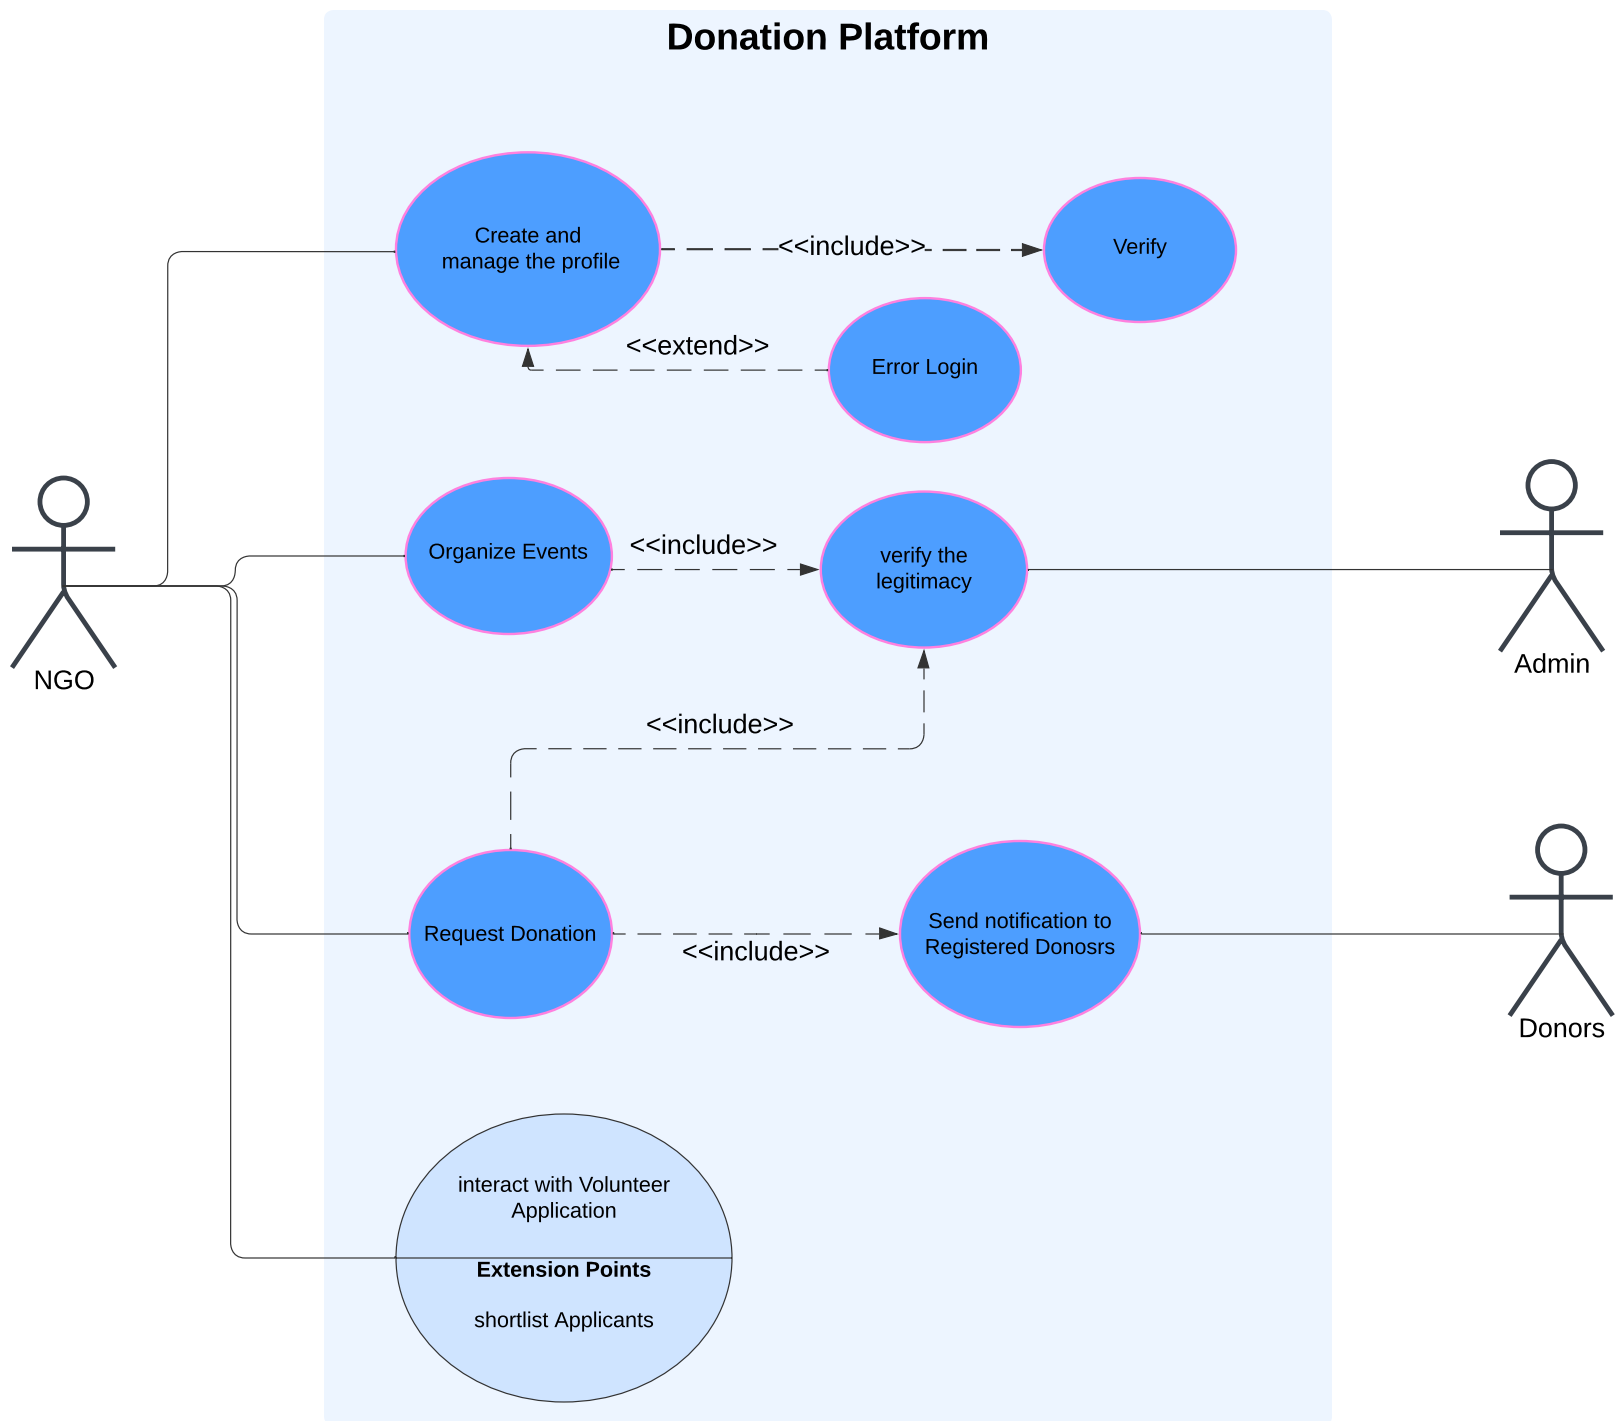 Donation Platform
Create and
manage the profile
<<include>>
Verify
<<extend>>
Error Login
Organize Events
<<include>>
verify the
legitimacy
NGO
Admin
<<include>>
Request Donation
<<include>>
Send notification to
Registered Donosrs
Donors
interact with Volunteer
Application
Extension Points
shortlist Applicants